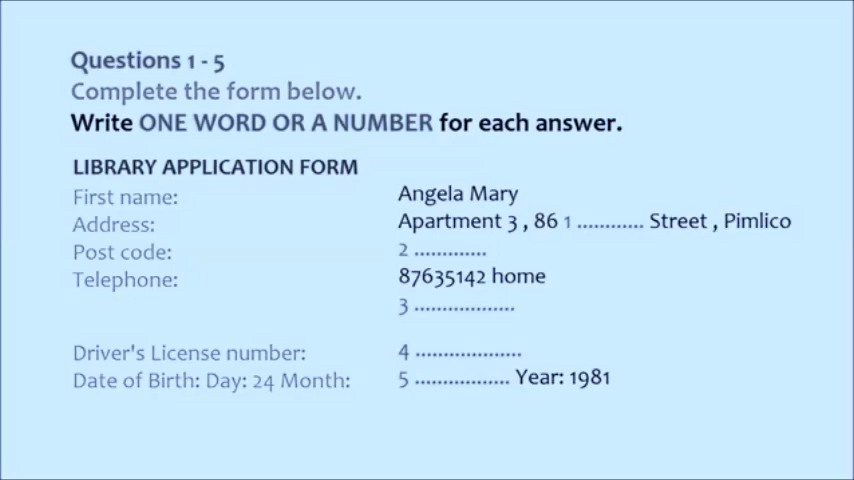 Questions 1 - 5
Complete the form below.
Write ONE WORD OR A NUMBER for each answer.
LIBRARY APPLICATION FORM
First name: Angela Mary
Address: Apartment 3 , 86 1 ............ Street , Pimlico
Post code: 2 .............
Telephone: 87635142 home
3 ..................
Driver's License number: 4 ...................
Date of Birth: Day: 24 Month: 5 ................. Year: 1981